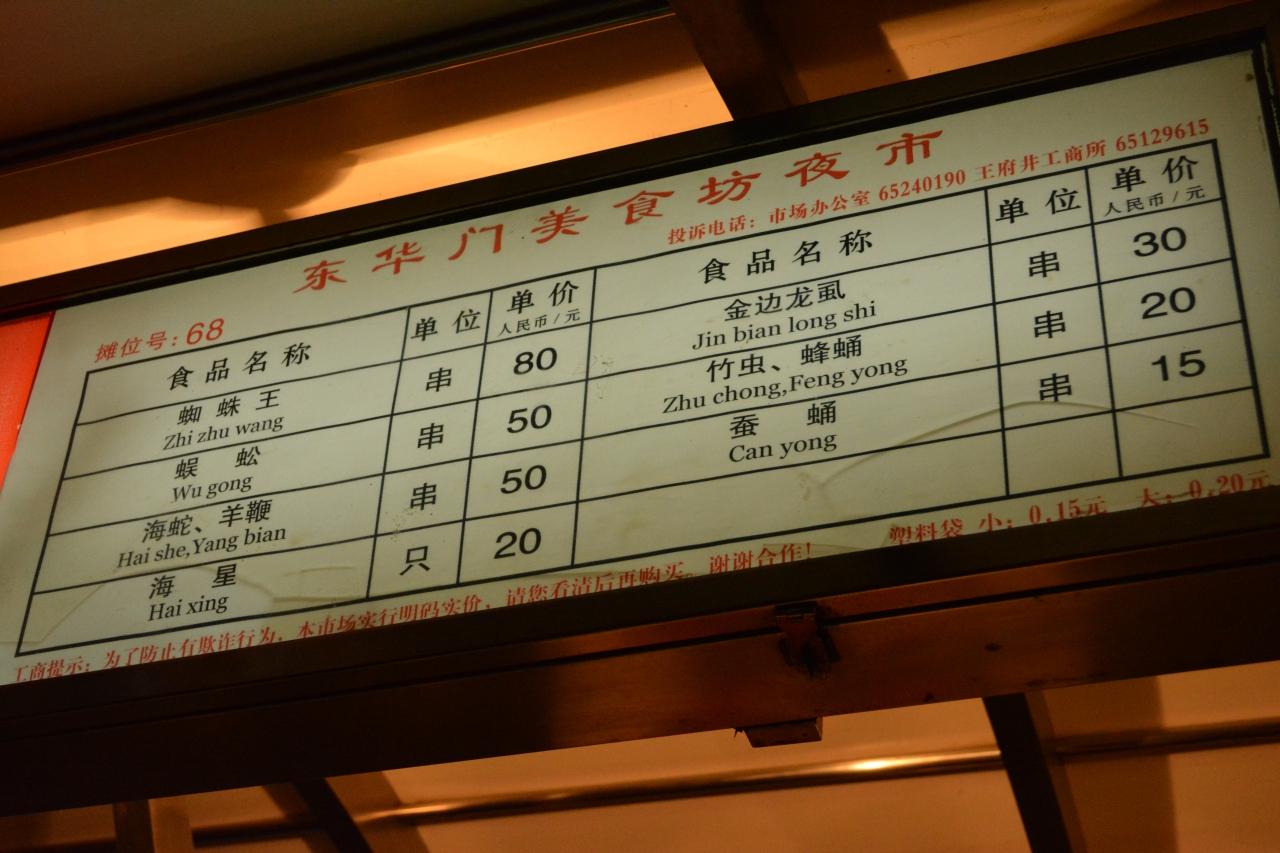 东华门美食坊夜市
投诉电话：市场办公室 65240190 王府井工商所 65129615
摊位号：68
食品名称 单位 单价 人民币/元
蜘蛛王 串 80
Zhi zhu wang
蜈蚣 串 50
Wu gong
海蛇、羊鞭 串 50
Hai she,Yang bian
海星 只 20
Hai xing
食品名称 单位 单价 人民币/元
金边龙虱 串 30
Jin bian long shi
竹虫、蜂蛹 串 20
Zhu chong,Feng yong
蚕蛹 串 15
Can yong
塑料袋 小：0.15元 大：0.20元
工商提示：为了防止有欺诈行为，本市场实行明码实价，请您看清后再购买。谢谢合作！